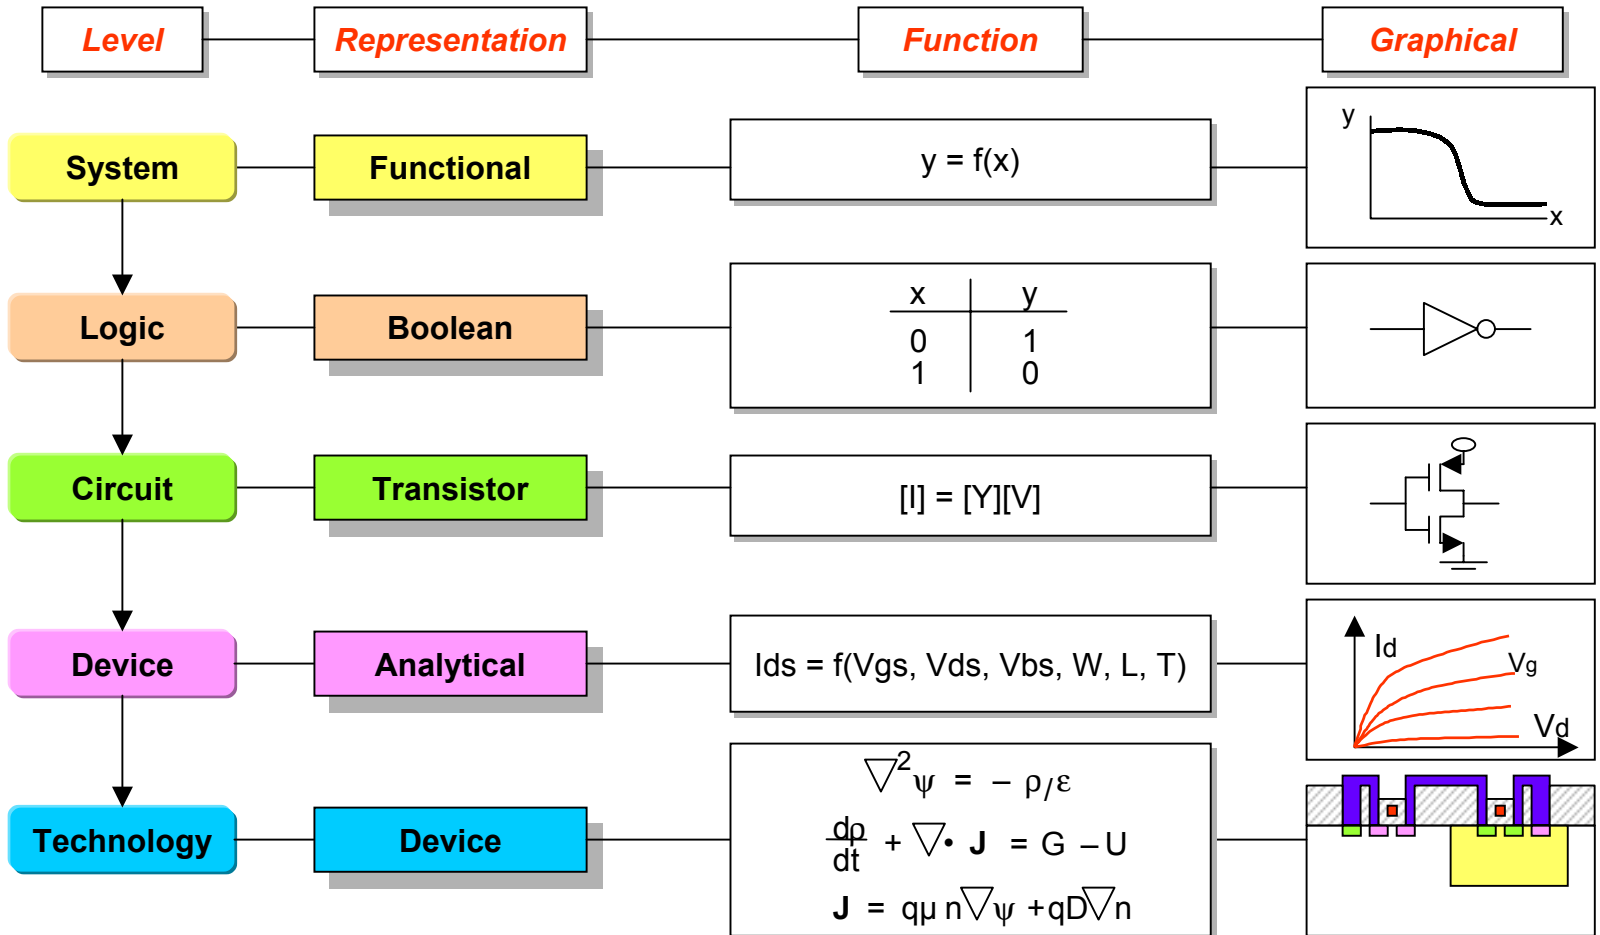 Level Representation Function Graphical
System Functional y = f(x) y x
Logic Boolean x y
0 1
1 0
Circuit Transistor [I] = [Y][V]
Device Analytical Ids = f(Vgs, Vds, Vbs, W, L, T) Id Vg Vd
∇²ψ = – ρ/ε
Technology Device dρ/dt + ∇• J = G – U
J = qμ n∇ψ + qD∇n